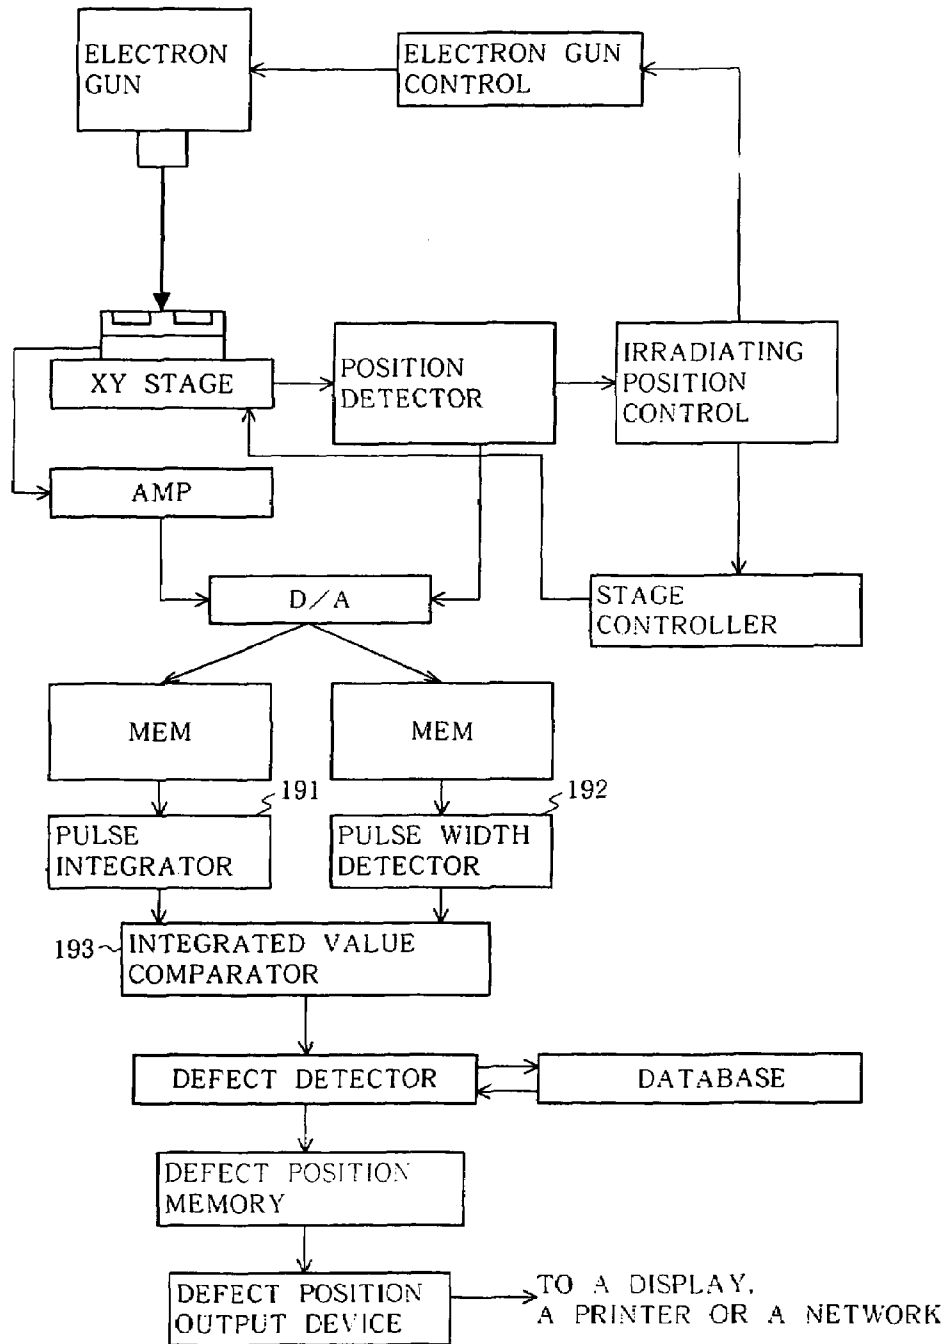 ELECTRON
GUN
ELECTRON GUN
CONTROL
XY STAGE
POSITION
DETECTOR
IRRADIATING
POSITION
CONTROL
AMP
D/A
STAGE
CONTROLLER
MEM
MEM
191
192
PULSE
INTEGRATOR
PULSE WIDTH
DETECTOR
193
INTEGRATED VALUE
COMPARATOR
DEFECT DETECTOR
DATABASE
DEFECT POSITION
MEMORY
DEFECT POSITION
OUTPUT DEVICE
TO A DISPLAY,
A PRINTER OR A NETWORK